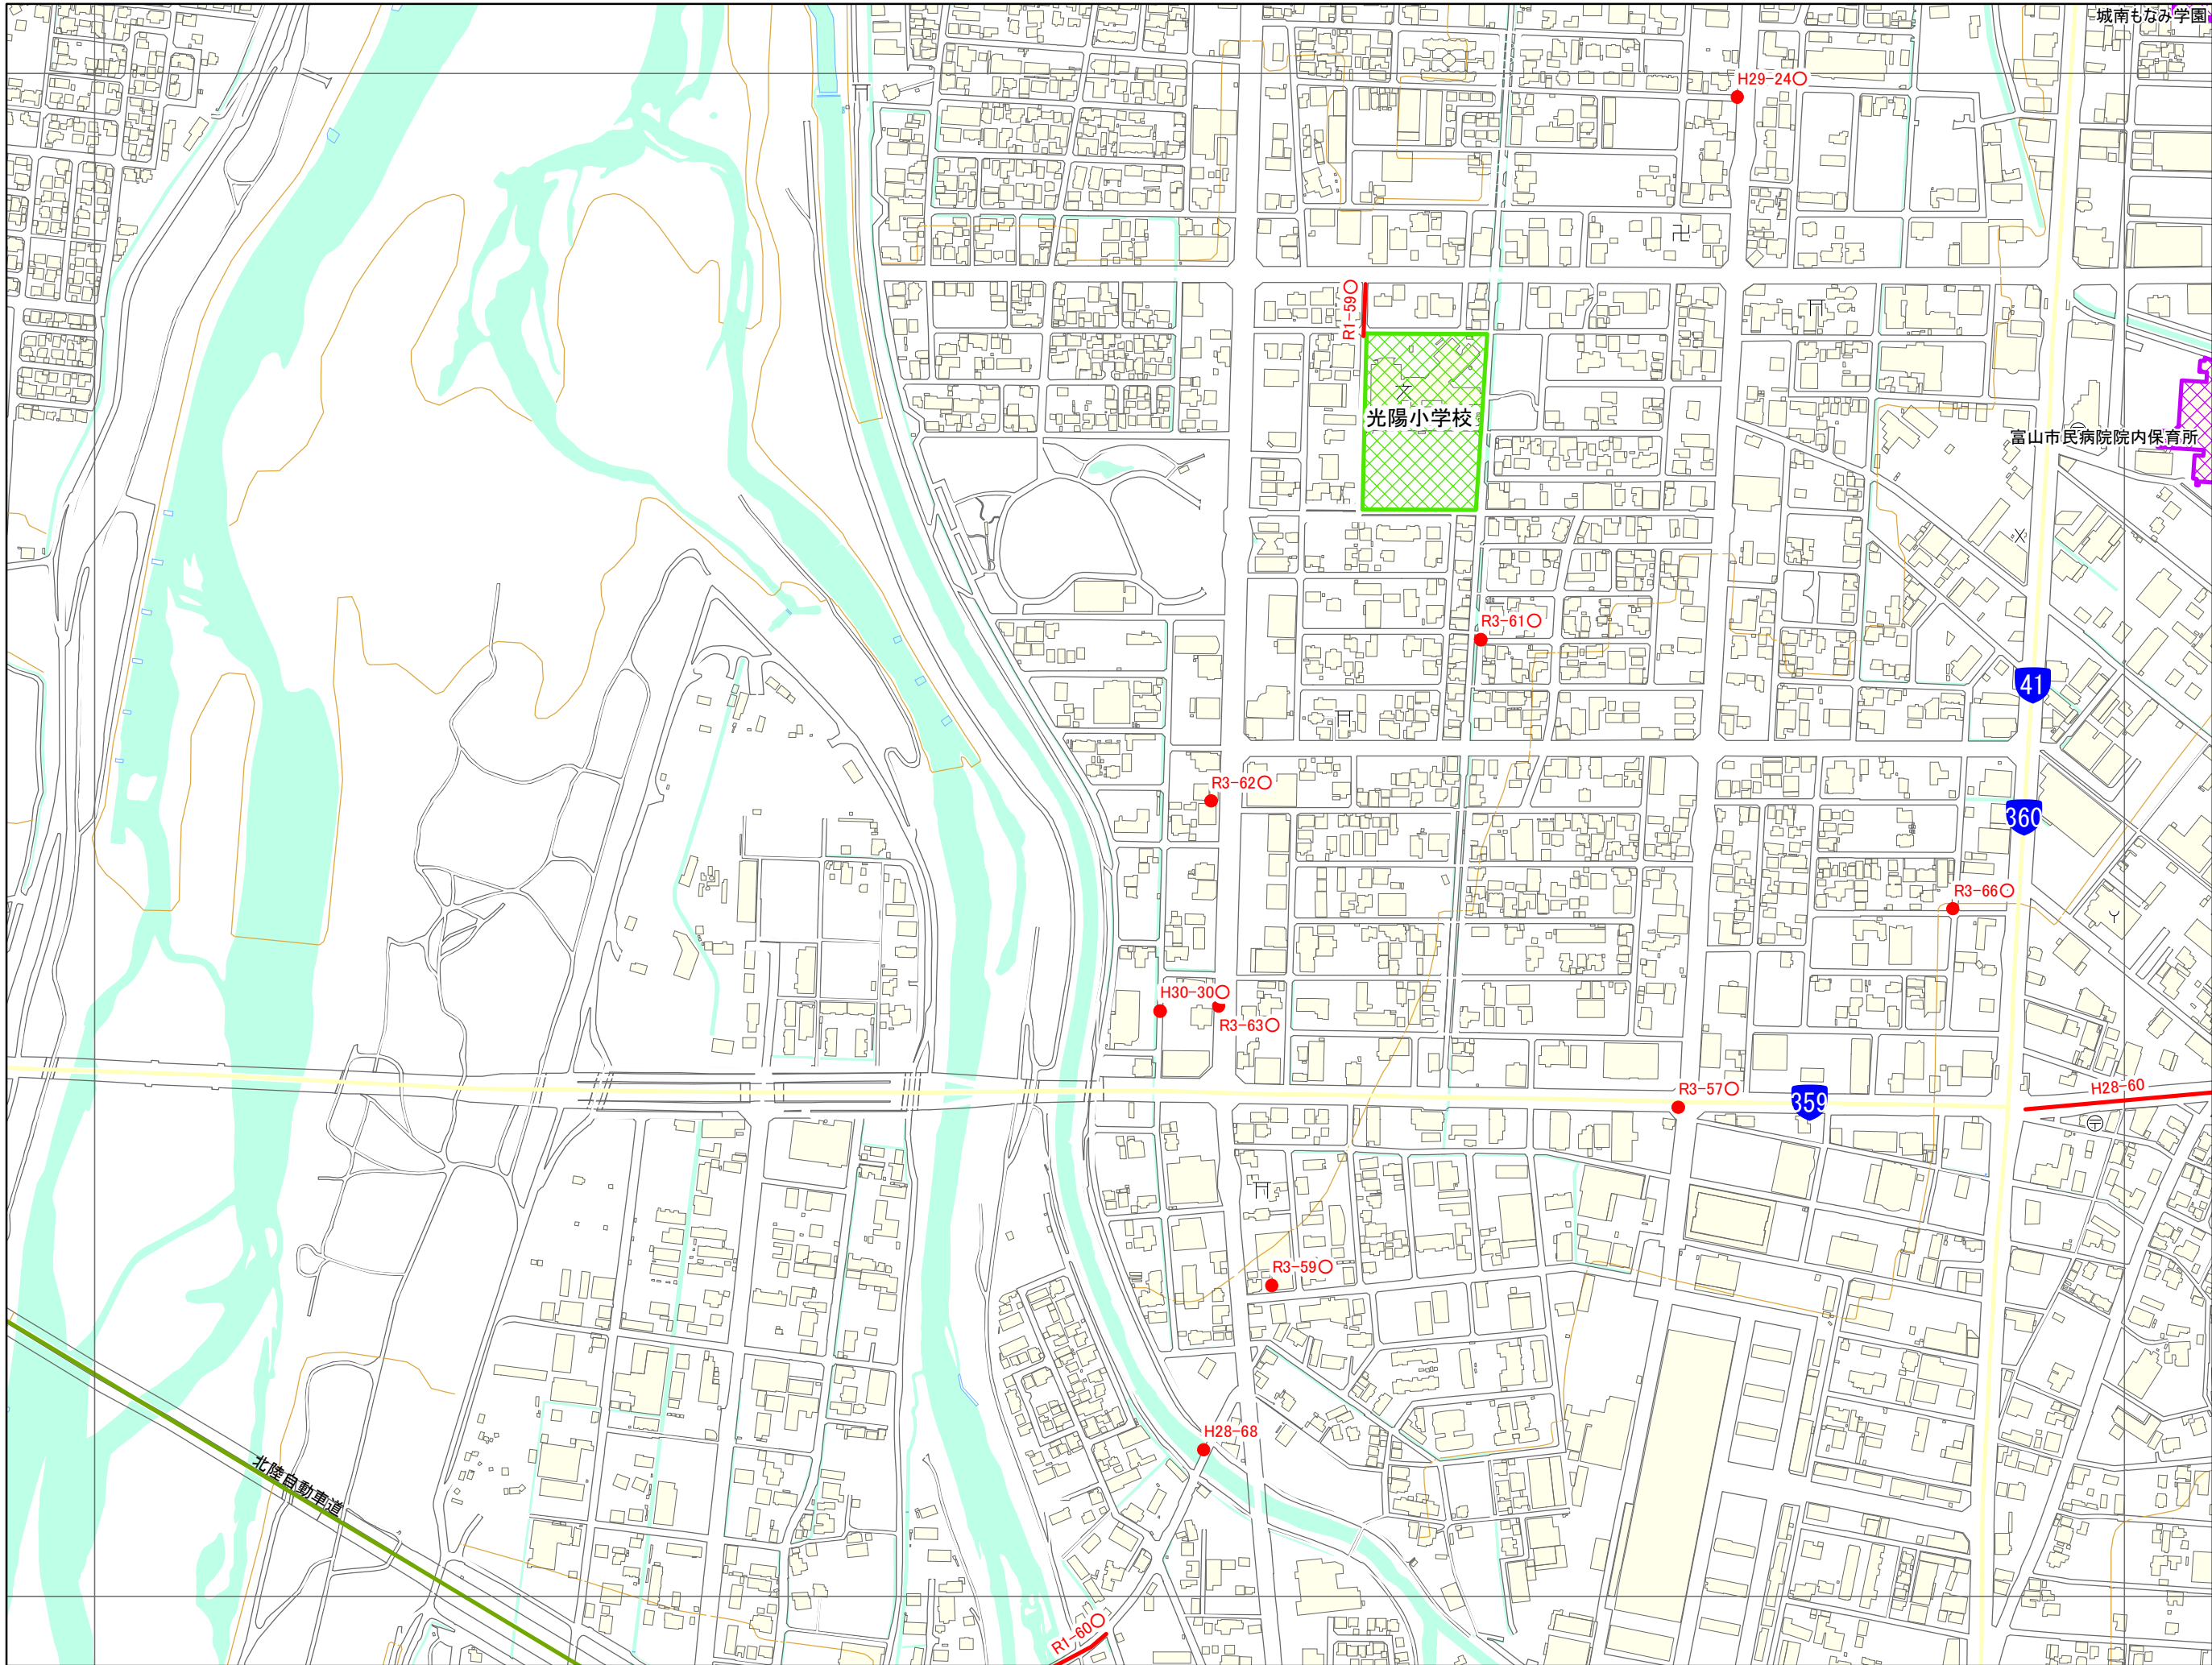 城南もなみ学園
H29-24○
R1-59○
光陽小学校
富山市民病院院内保育所
R3-61○
41
R3-62○
360
R3-66○
H30-30○
R3-63○
R3-57○
359
H28-60
R3-59○
H28-68
北陸自動車道
R1-60○